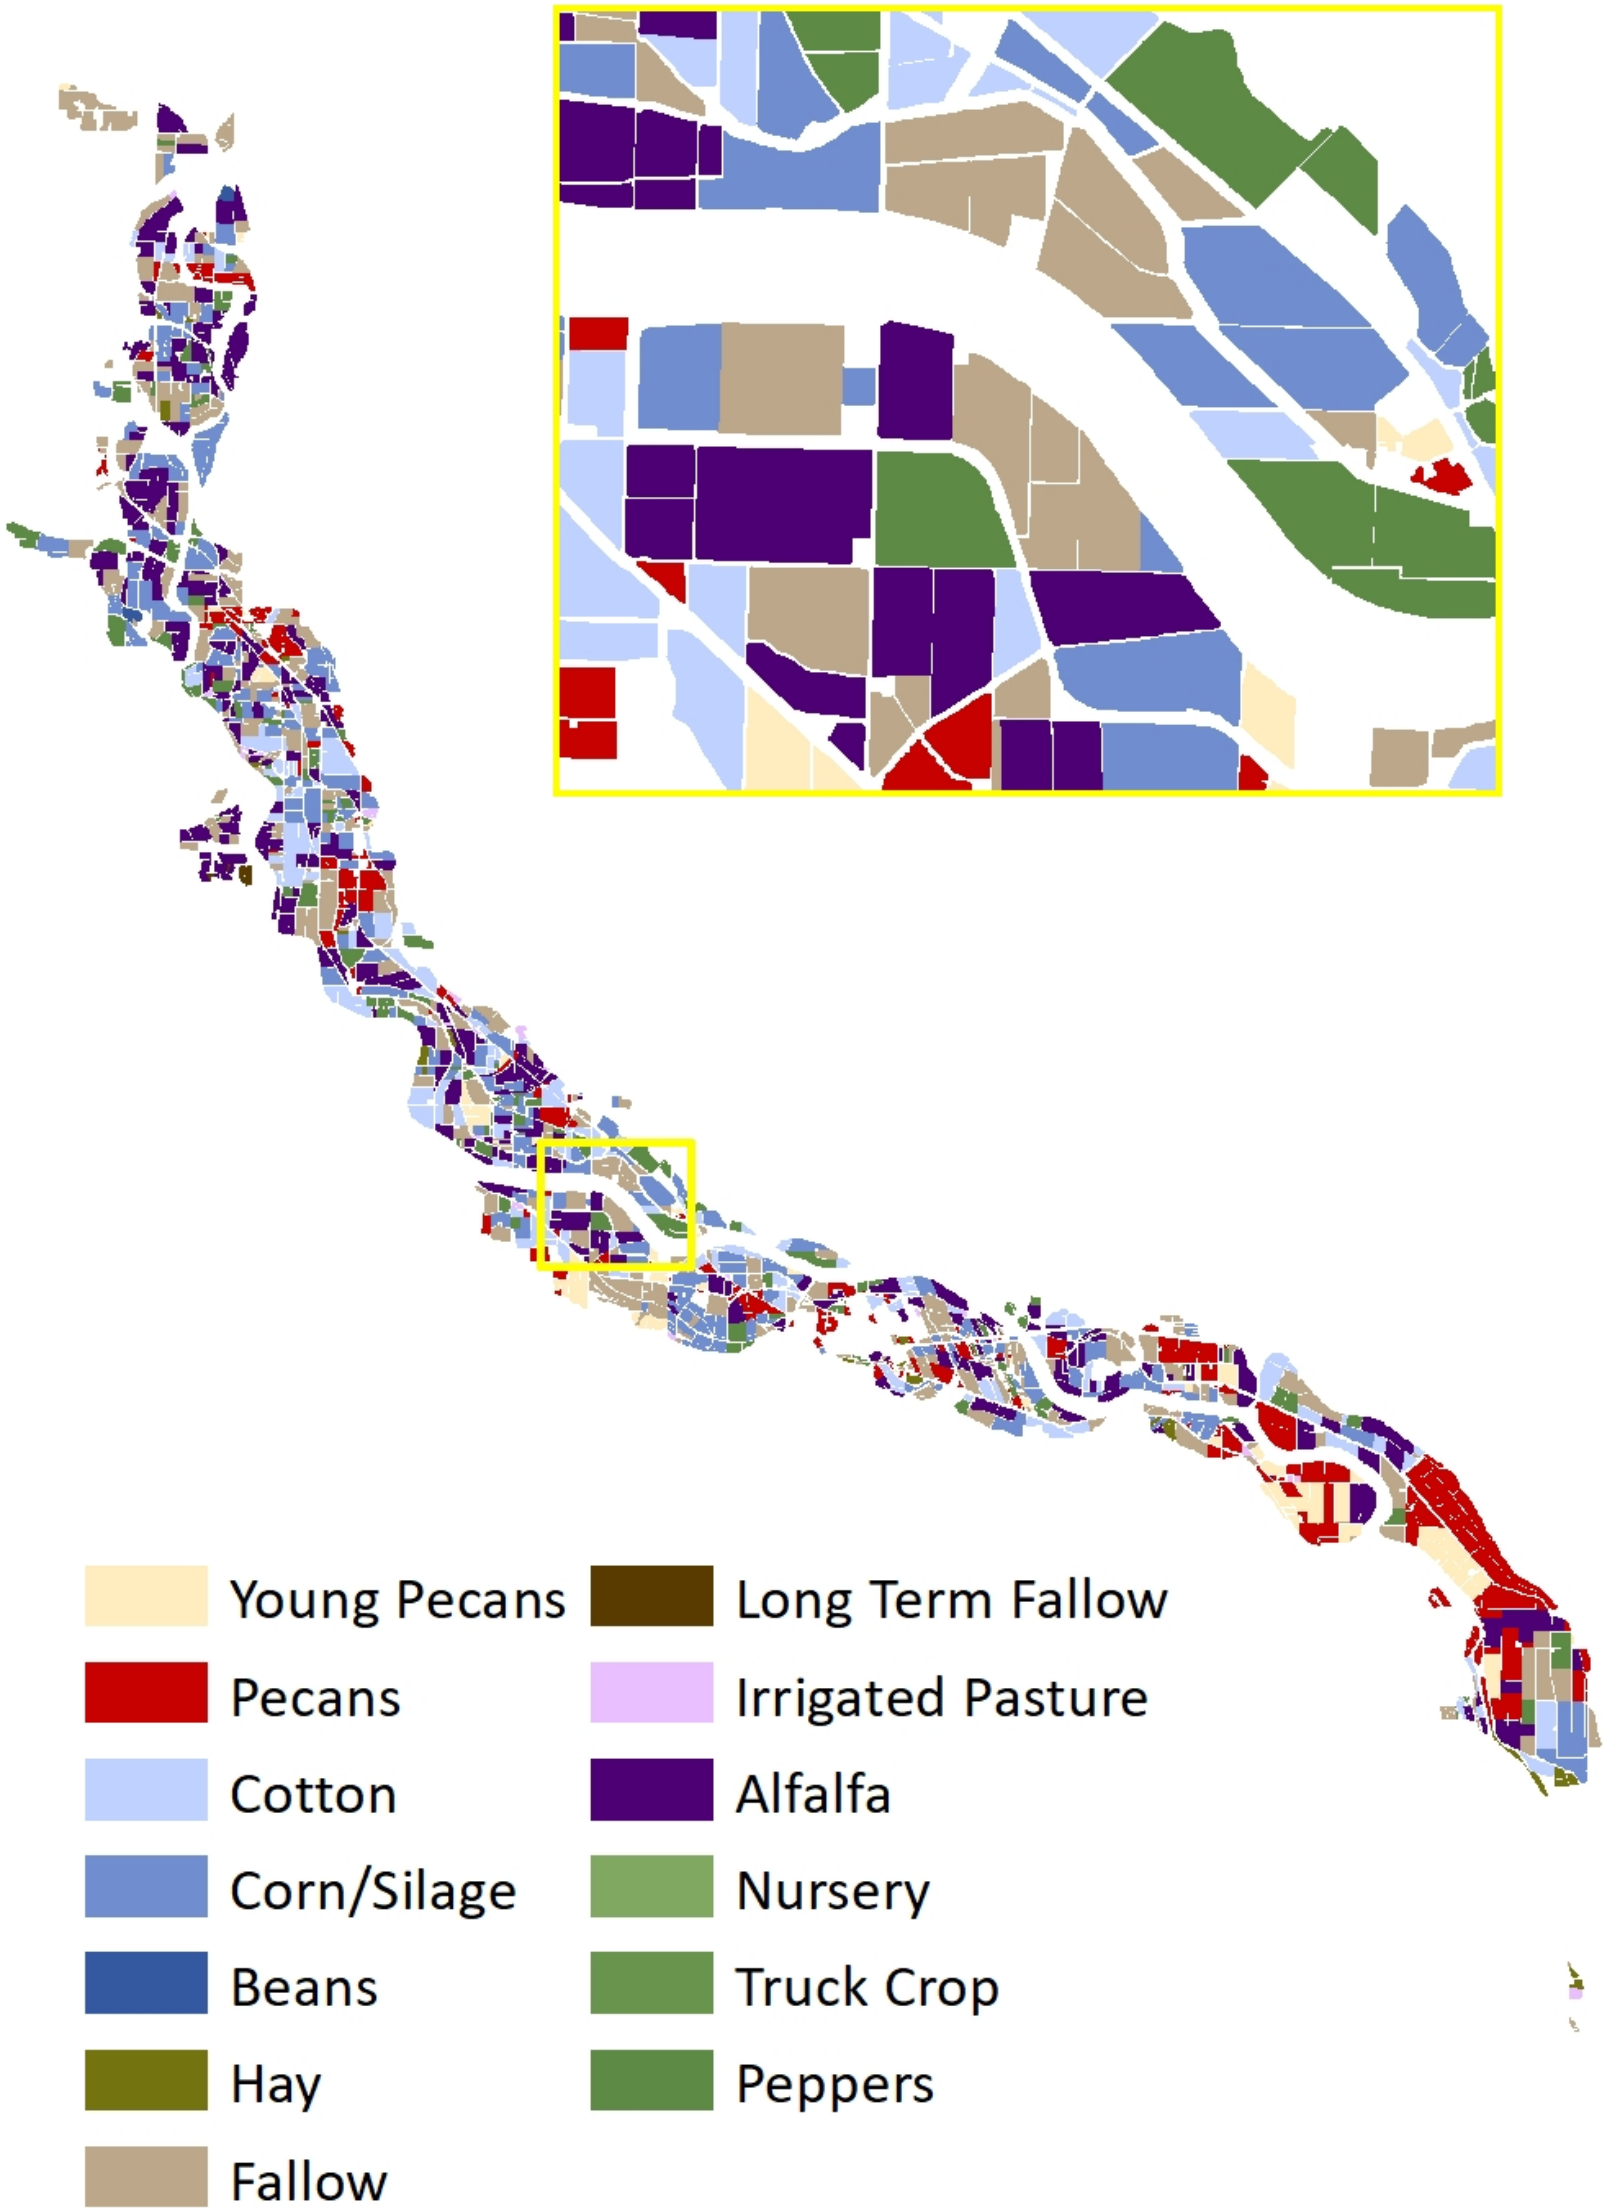 Young Pecans
Pecans
Cotton
Corn/Silage
Beans
Hay
Fallow
Long Term Fallow
Irrigated Pasture
Alfalfa
Nursery
Truck Crop
Peppers